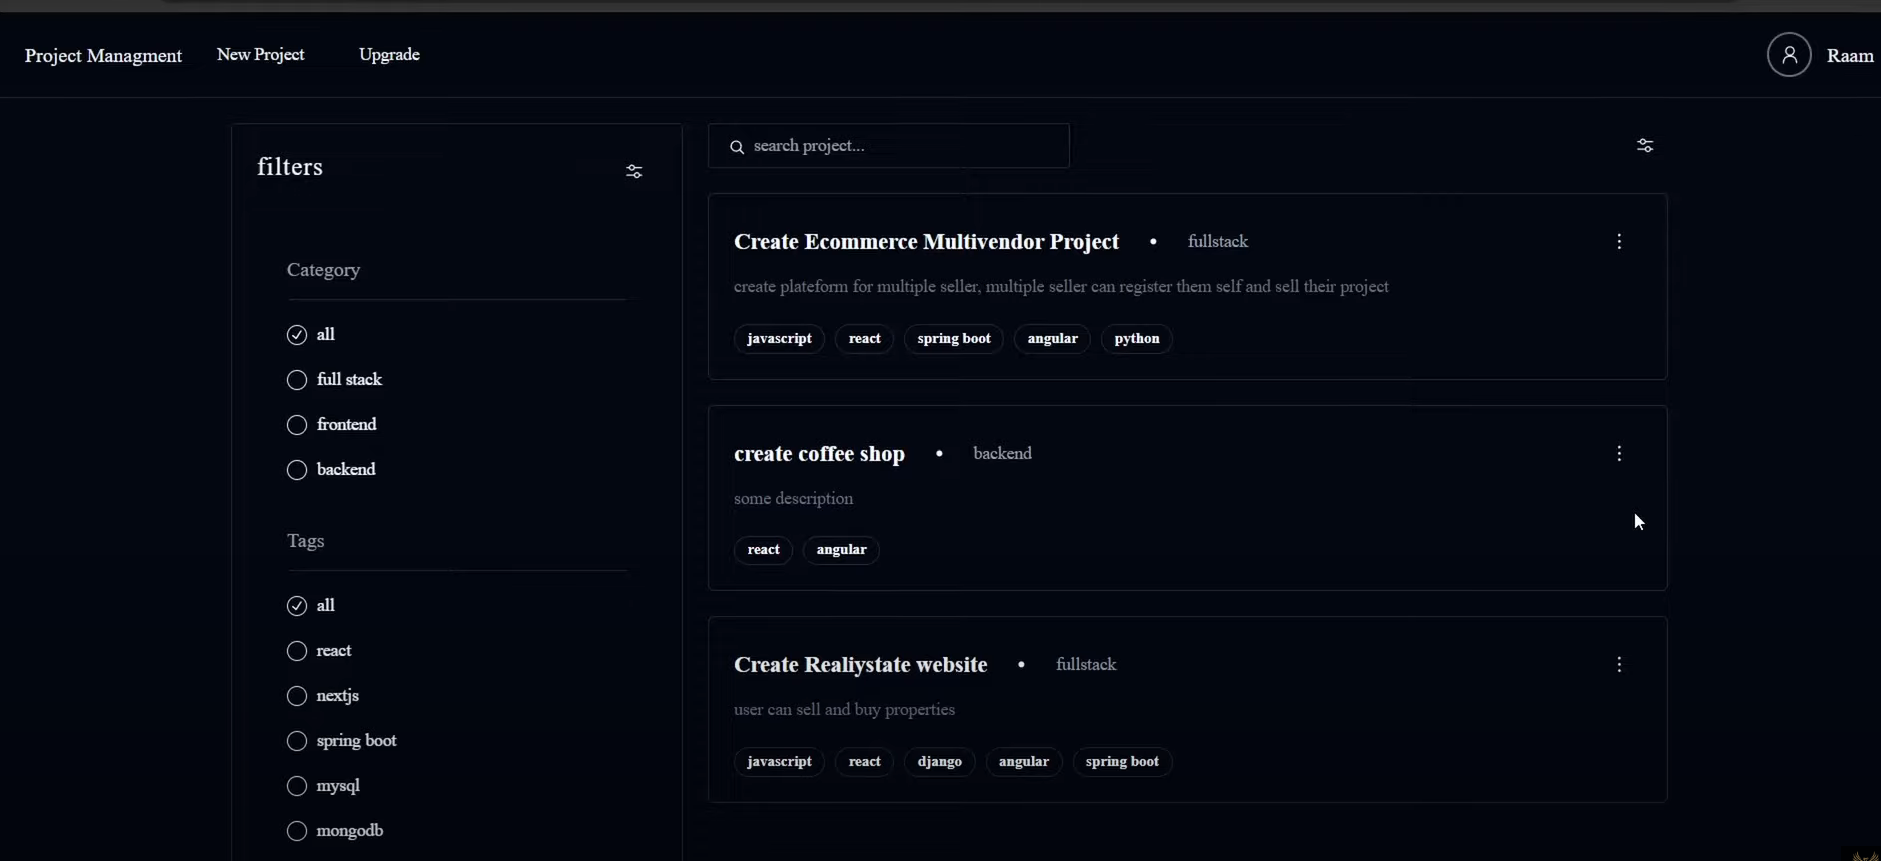 Project Managment
New Project
Upgrade
Raam
filters
Category
all
full stack
frontend
backend
Tags
all
react
nextjs
spring boot
mysql
mongodb
search project...
Create Ecommerce Multivendor Project • fullstack
create plateform for multiple seller, multiple seller can register them self and sell their project
javascript react spring boot angular python
create coffee shop • backend
some description
react angular
Create Realiystate website • fullstack
user can sell and buy properties
javascript react django angular spring boot